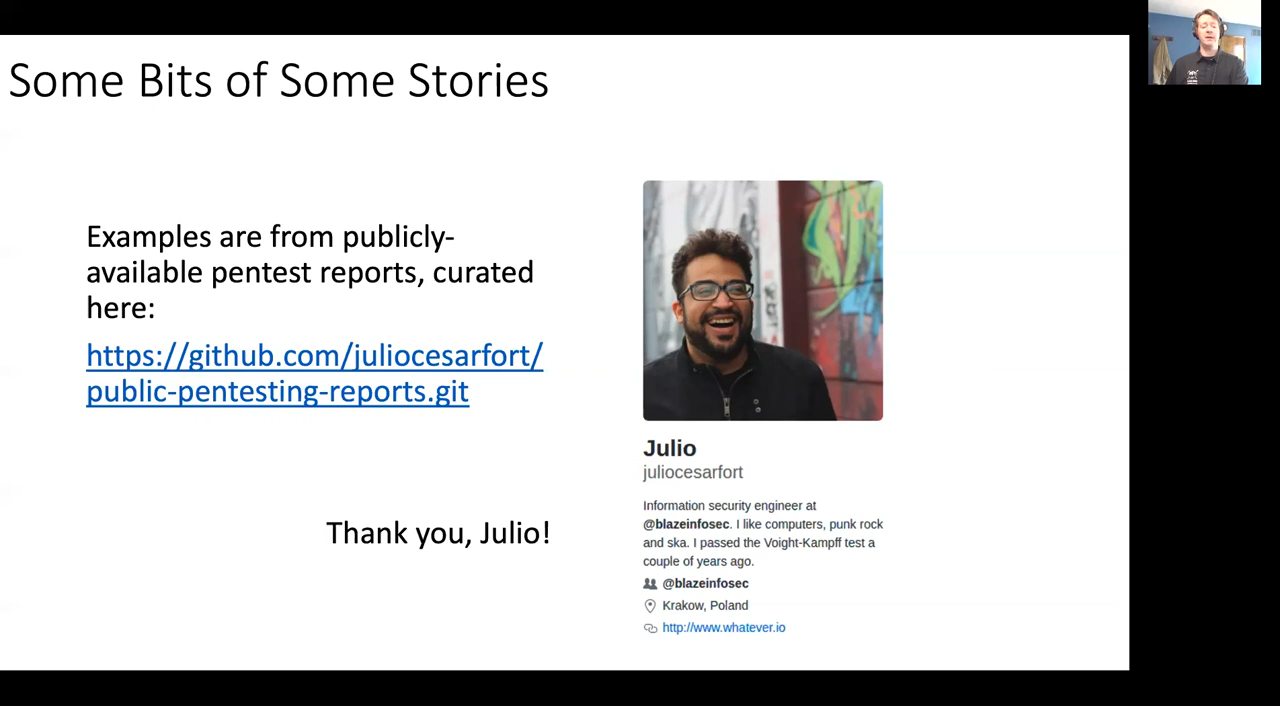 Some Bits of Some Stories
Examples are from publicly-
available pentest reports, curated
here:
https://github.com/juliocesarfort/
public-pentesting-reports.git
Thank you, Julio!
Julio
juliocesarfort
Information security engineer at
@blazeinfosec. I like computers, punk rock
and ska. I passed the Voight-Kampff test a
couple of years ago.
@blazeinfosec
Krakow, Poland
http://www.whatever.io